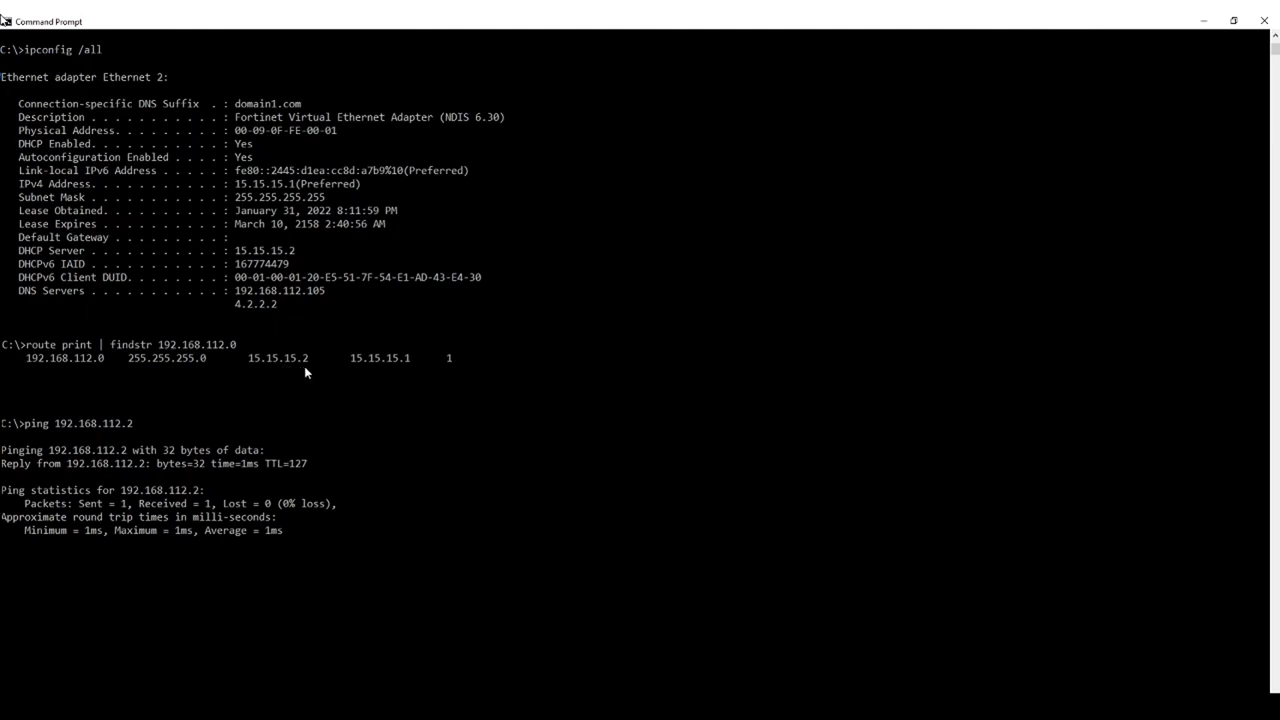 Command Prompt
C:\>ipconfig /all
Ethernet adapter Ethernet 2:
Connection-specific DNS Suffix . : domain1.com
Description . . . . . . . . . . . : Fortinet Virtual Ethernet Adapter (NDIS 6.30)
Physical Address. . . . . . . . . : 00-09-0F-FE-00-01
DHCP Enabled. . . . . . . . . . . : Yes
Autoconfiguration Enabled . . . . : Yes
Link-local IPv6 Address . . . . . : fe80::2445:d1ea:cc8d:a7b9%10(Preferred)
IPv4 Address. . . . . . . . . . . : 15.15.15.1(Preferred)
Subnet Mask . . . . . . . . . . . : 255.255.255.255
Lease Obtained. . . . . . . . . . : January 31, 2022 8:11:59 PM
Lease Expires . . . . . . . . . . : March 10, 2158 2:40:56 AM
Default Gateway . . . . . . . . . :
DHCP Server . . . . . . . . . . . : 15.15.15.2
DHCPv6 IAID . . . . . . . . . . . : 167774479
DHCPv6 Client DUID. . . . . . . . : 00-01-00-01-20-E5-51-7F-54-E1-AD-43-E4-30
DNS Servers . . . . . . . . . . . : 192.168.112.105
4.2.2.2
C:\>route print | findstr 192.168.112.0
192.168.112.0 255.255.255.0 15.15.15.2 15.15.15.1 1
C:\>ping 192.168.112.2
Pinging 192.168.112.2 with 32 bytes of data:
Reply from 192.168.112.2: bytes=32 time=1ms TTL=127
Ping statistics for 192.168.112.2:
Packets: Sent = 1, Received = 1, Lost = 0 (0% loss),
Approximate round trip times in milli-seconds:
Minimum = 1ms, Maximum = 1ms, Average = 1ms